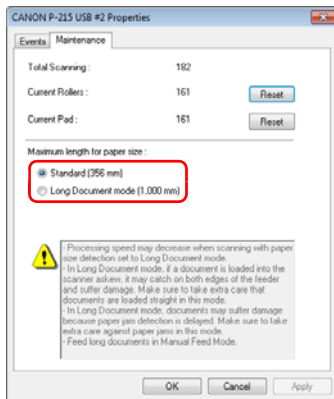 CANON P-215 USB #2 Properties
Events Maintenance
Total Scanning : 182
Current Rollers : 161 Reset
Current Pad : 161 Reset
Maximum length for paper size :
Standard (356 mm)
Long Document mode (1,000 mm)
- Processing speed may decrease when scanning with paper
size detection set to Long Document mode.
- In Long Document mode, if a document is loaded into the
scanner askew, it may catch on both edges of the feeder
and suffer damage. Make sure to take extra care that
documents are loaded straight in this mode.
- In Long Document mode, documents may suffer damage
because paper jam detection is delayed. Make sure to take
extra care against paper jams in this mode.
- Feed long documents in Manual Feed Mode.
OK Cancel Apply